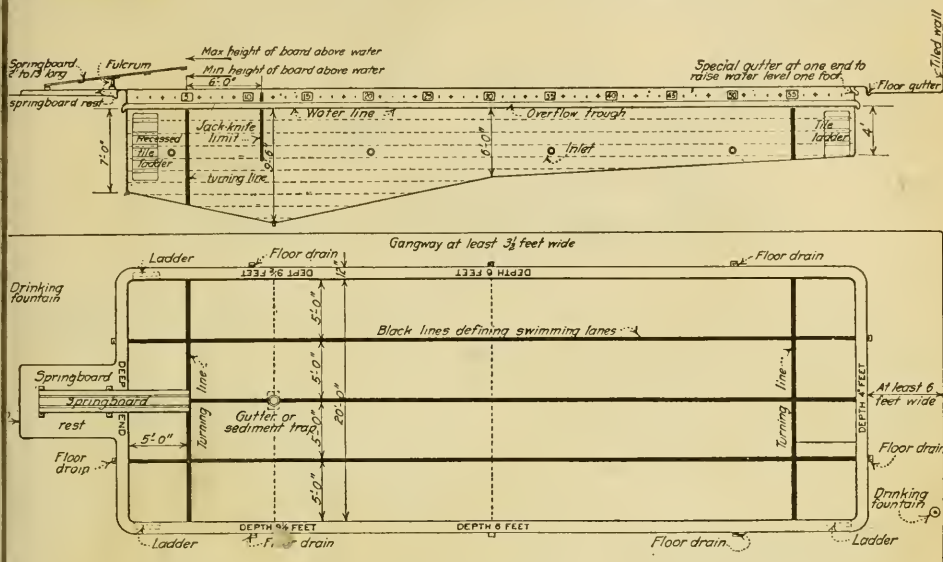 Max height of board above water
Min height of board above water
6'-0"
Springboard
to 13' long
Fulcrum
springboard rest
Special gutter at one end to
raise water level one foot
Tiled wall
Floor gutter
5
15
20
25
30
35
40
45
50
55
Water line
Overflow trough
7'-0"
Recessed
tile
ladder
Jack-knife
limit
9'-6"
turning line
6'-0"
Inlet
Tile
ladder
4'
Gangway at least 3½ feet wide
Ladder
Floor drain
Floor drain
Drinking
fountain
DEPTH 9½ FEET
12"
DEPTH 6 FEET
5'-0"
Black lines defining swimming lanes
Springboard
Springboard
rest
DEEP
END
5'-0"
Turning
line
Gutter or
sediment trap
5'-0"
20'-0"
5'-0"
5'-0"
Turning
line
DEPTH 4' FEET
At least 6
feet wide
Floor
drain
Floor drain
Drinking
fountain
DEPTH 9½ FEET
DEPTH 6 FEET
Ladder
Floor drain
Floor drain
Ladder